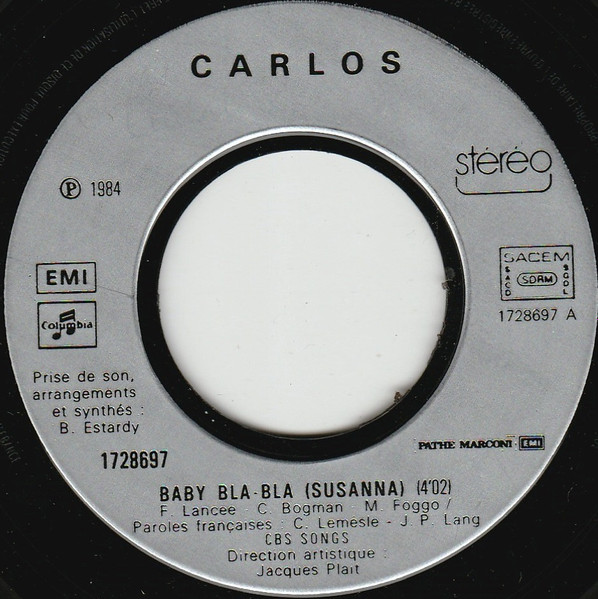 CARLOS
℗ 1984
stéréo
EMI
Columbia
SACEM
SACD
SDRM
SGDL
1728697 A
Prise de son,
arrangements
et synthés :
B. Estardy
1728697
PATHE MARCONI EMI
BABY BLA-BLA (SUSANNA) (4'02)
F. Lancee - C. Bogman - M. Foggo /
Paroles françaises : C. Lemesle - J.P. Lang
CBS SONGS
Direction artistique :
Jacques Plait